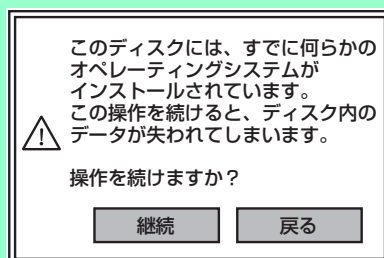 このディスクには、すでに何らかの
オペレーティングシステムが
インストールされています。
この操作を続けると、ディスク内の
データが失われてしまいます。
操作を続けますか？
継続
戻る